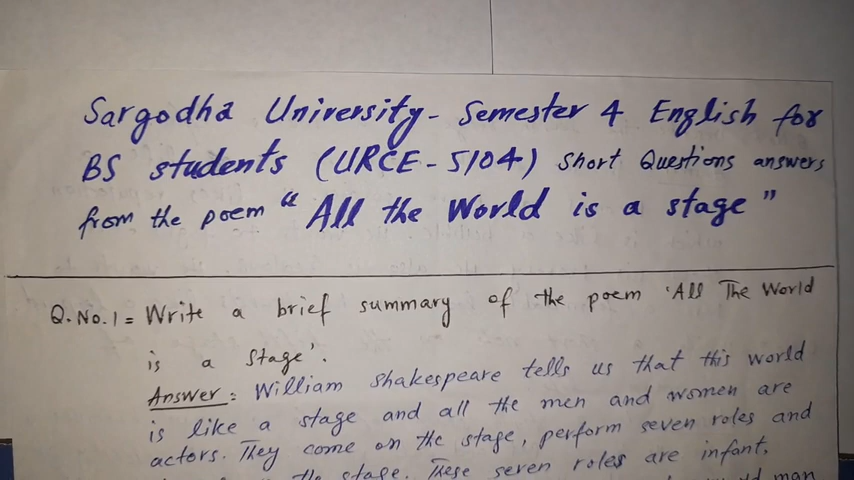 Sargodha University - Semester 4 English for
BS students (URCE - 5104) Short Questions answers
from the poem "All the World is a stage"
Q.No.1 = Write a brief summary of the poem 'All The World
is a Stage'.
Answer: William Shakespeare tells us that this world
is like a stage and all the men and women are
actors. They come on the stage, perform seven roles and
the stage. These seven roles are infant,
man